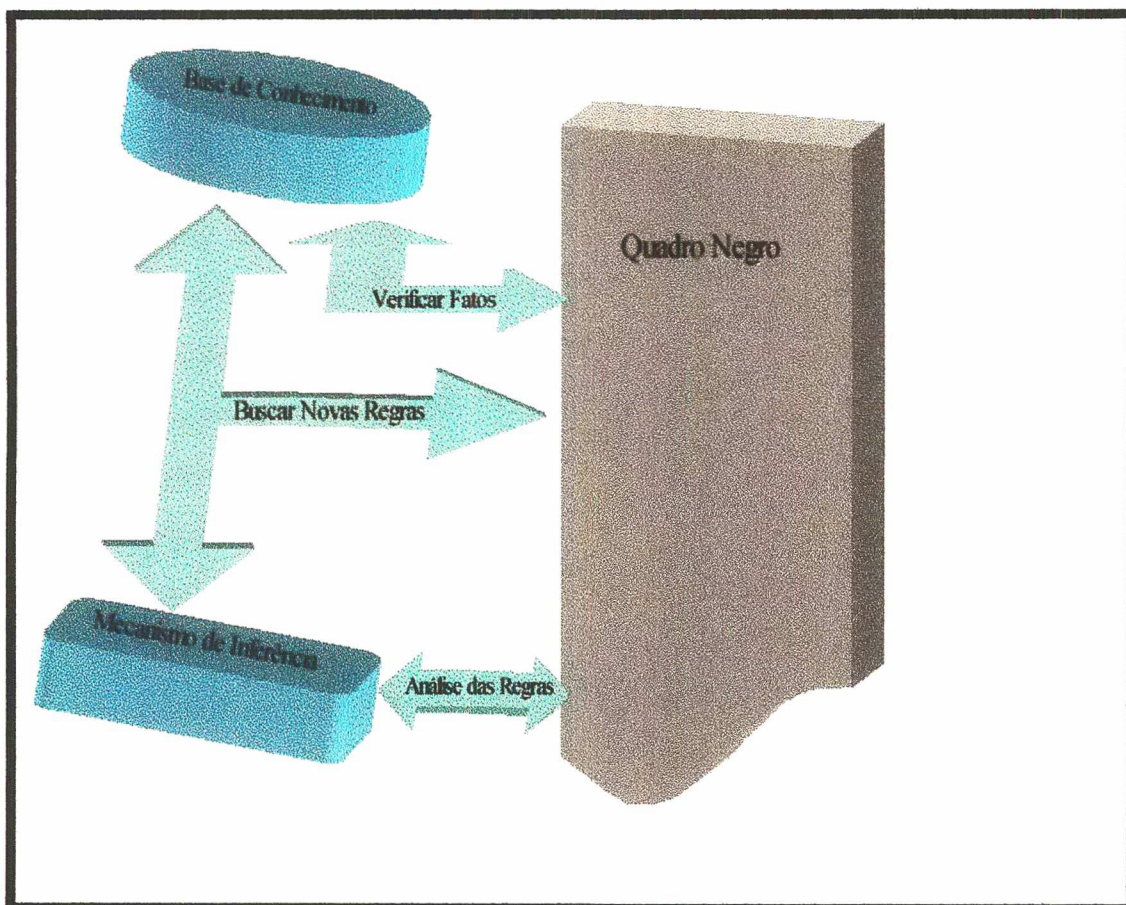 Base de Conhecimento
Quadro Negro
Verificar Fatos
Buscar Novas Regras
Mecanismo de Inferência
Análise das Regras